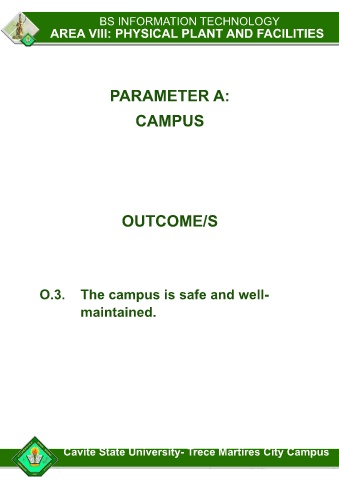 BS INFORMATION TECHNOLOGY
AREA VIII: PHYSICAL PLANT AND FACILITIES
PARAMETER A:
CAMPUS
OUTCOME/S
O.3. The campus is safe and well-
maintained.
Cavite State University- Trece Martires City Campus